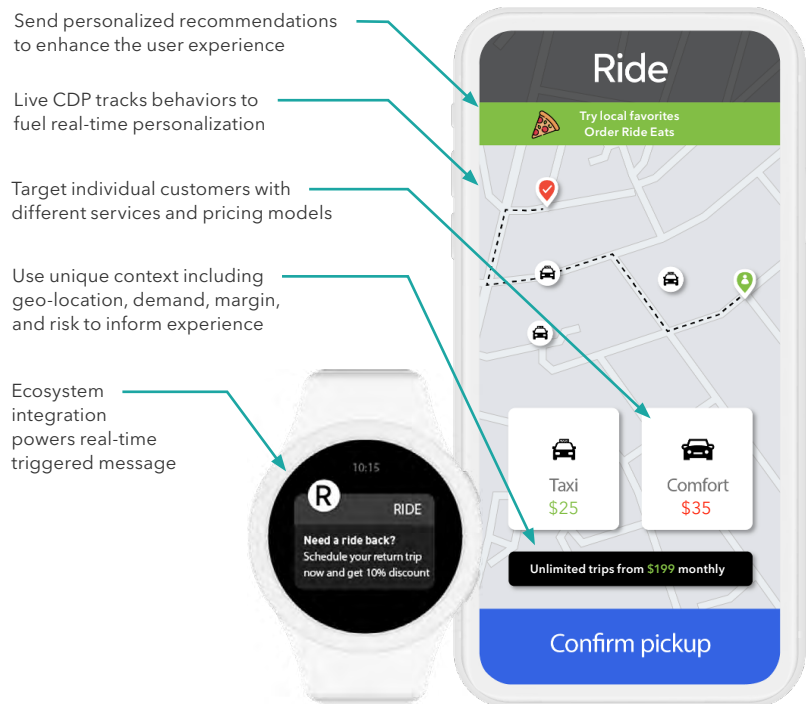 Send personalized recommendations
to enhance the user experience
Live CDP tracks behaviors to
fuel real-time personalization
Target individual customers with
different services and pricing models
Use unique context including
geo-location, demand, margin,
and risk to inform experience
Ecosystem
integration
powers real-time
triggered message
10:15
R
RIDE
Need a ride back?
Schedule your return trip
now and get 10% discount
Ride
Try local favorites
Order Ride Eats
Taxi
$25
Comfort
$35
Unlimited trips from $199 monthly
Confirm pickup